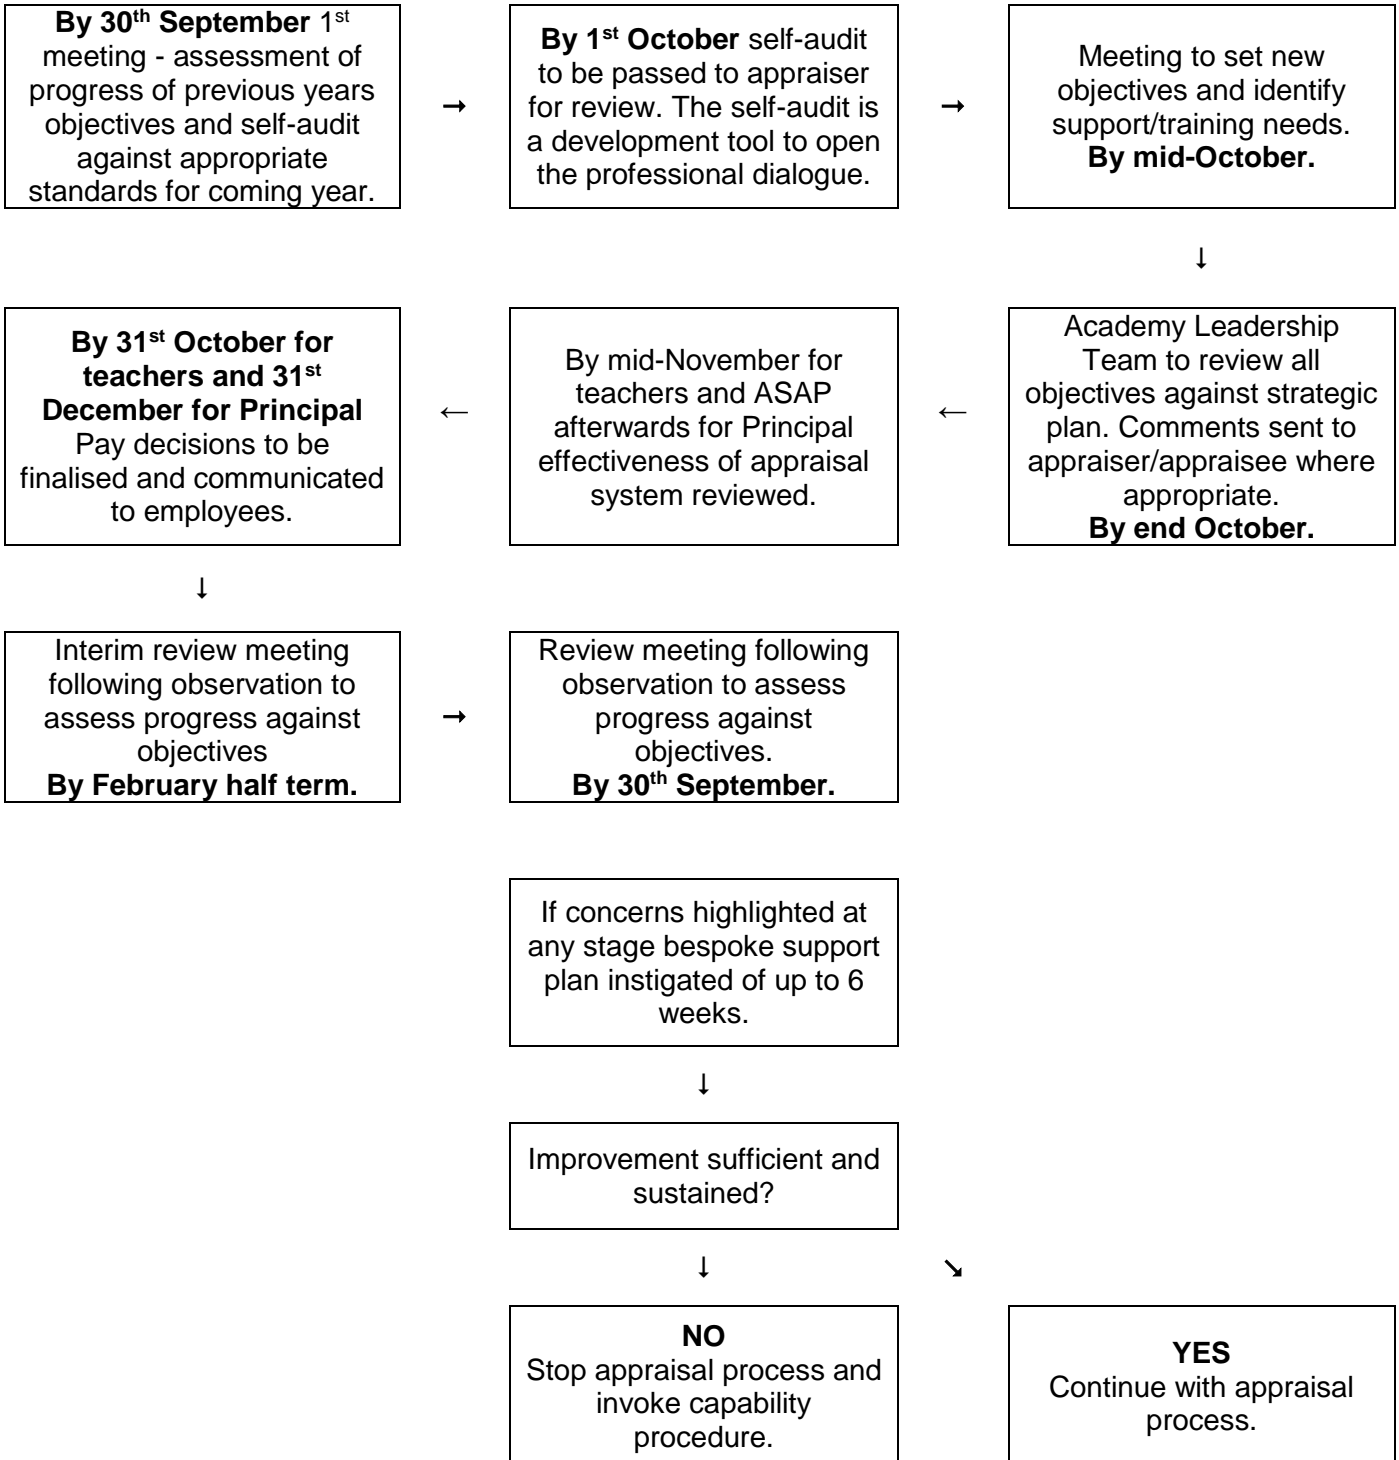 By 30th September 1st
meeting - assessment of
progress of previous years
objectives and self-audit
against appropriate
standards for coming year.
→
By 1st October self-audit
to be passed to appraiser
for review. The self-audit is
a development tool to open
the professional dialogue.
→
Meeting to set new
objectives and identify
support/training needs.
By mid-October.
↓
Academy Leadership
Team to review all
objectives against strategic
plan. Comments sent to
appraiser/appraisee where
appropriate.
By end October.
←
By mid-November for
teachers and ASAP
afterwards for Principal
effectiveness of appraisal
system reviewed.
←
By 31st October for
teachers and 31st
December for Principal
Pay decisions to be
finalised and communicated
to employees.
↓
Interim review meeting
following observation to
assess progress against
objectives
By February half term.
→
Review meeting following
observation to assess
progress against
objectives.
By 30th September.
If concerns highlighted at
any stage bespoke support
plan instigated of up to 6
weeks.
↓
Improvement sufficient and
sustained?
↓
↘
NO
Stop appraisal process and
invoke capability
procedure.
YES
Continue with appraisal
process.